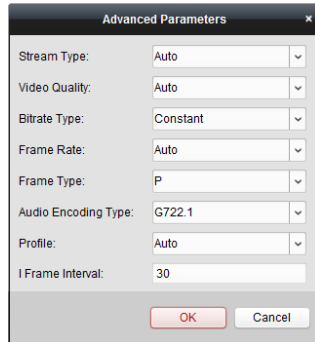 Advanced Parameters ×
Stream Type: Auto
Video Quality: Auto
Bitrate Type: Constant
Frame Rate: Auto
Frame Type: P
Audio Encoding Type: G722.1
Profile: Auto
I Frame Interval: 30
OK Cancel